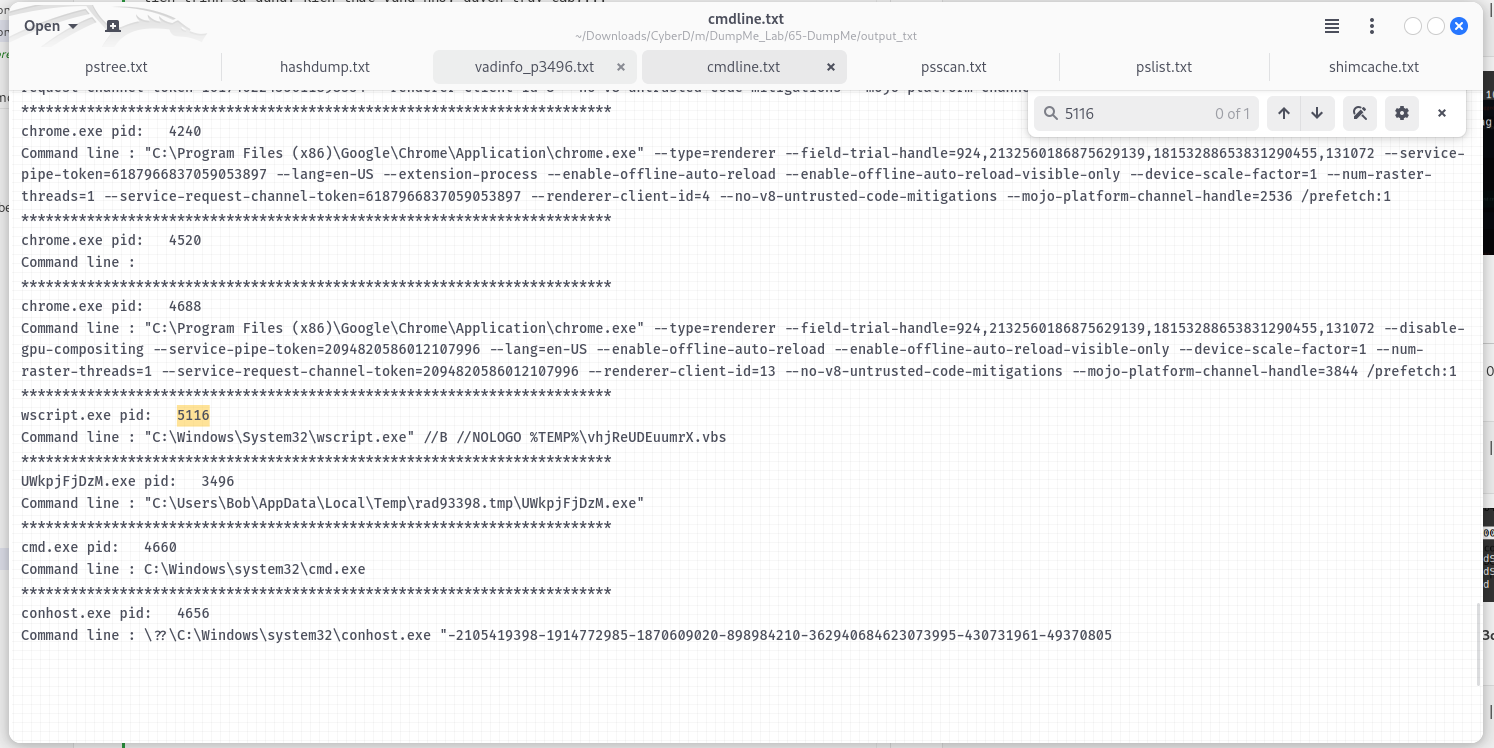 Open
cmdline.txt
~/Downloads/CyberD/m/DumpMe_Lab/65-DumpMe/output_txt
pstree.txt
hashdump.txt
vadinfo_p3496.txt
cmdline.txt
psscan.txt
pslist.txt
shimcache.txt
5116
0 of 1
************************************************************************
chrome.exe pid:   4240
Command line : "C:\Program Files (x86)\Google\Chrome\Application\chrome.exe" --type=renderer --field-trial-handle=924,2132560186875629139,18153288653831290455,131072 --service-
pipe-token=6187966837059053897 --lang=en-US --extension-process --enable-offline-auto-reload --enable-offline-auto-reload-visible-only --device-scale-factor=1 --num-raster-
threads=1 --service-request-channel-token=6187966837059053897 --renderer-client-id=4 --no-v8-untrusted-code-mitigations --mojo-platform-channel-handle=2536 /prefetch:1
************************************************************************
chrome.exe pid:   4520
Command line :
************************************************************************
chrome.exe pid:   4688
Command line : "C:\Program Files (x86)\Google\Chrome\Application\chrome.exe" --type=renderer --field-trial-handle=924,2132560186875629139,18153288653831290455,131072 --disable-
gpu-compositing --service-pipe-token=2094820586012107996 --lang=en-US --enable-offline-auto-reload --enable-offline-auto-reload-visible-only --device-scale-factor=1 --num-
raster-threads=1 --service-request-channel-token=2094820586012107996 --renderer-client-id=13 --no-v8-untrusted-code-mitigations --mojo-platform-channel-handle=3844 /prefetch:1
************************************************************************
wscript.exe pid:   5116
Command line : "C:\Windows\System32\wscript.exe" //B //NOLOGO %TEMP%\vhjReUDEuumrX.vbs
************************************************************************
UWkpjFjDzM.exe pid:   3496
Command line : "C:\Users\Bob\AppData\Local\Temp\rad93398.tmp\UWkpjFjDzM.exe"
************************************************************************
cmd.exe pid:   4660
Command line : C:\Windows\system32\cmd.exe
************************************************************************
conhost.exe pid:   4656
Command line : \??\C:\Windows\system32\conhost.exe "-2105419398-1914772985-1870609020-898984210-362940684623073995-430731961-49370805